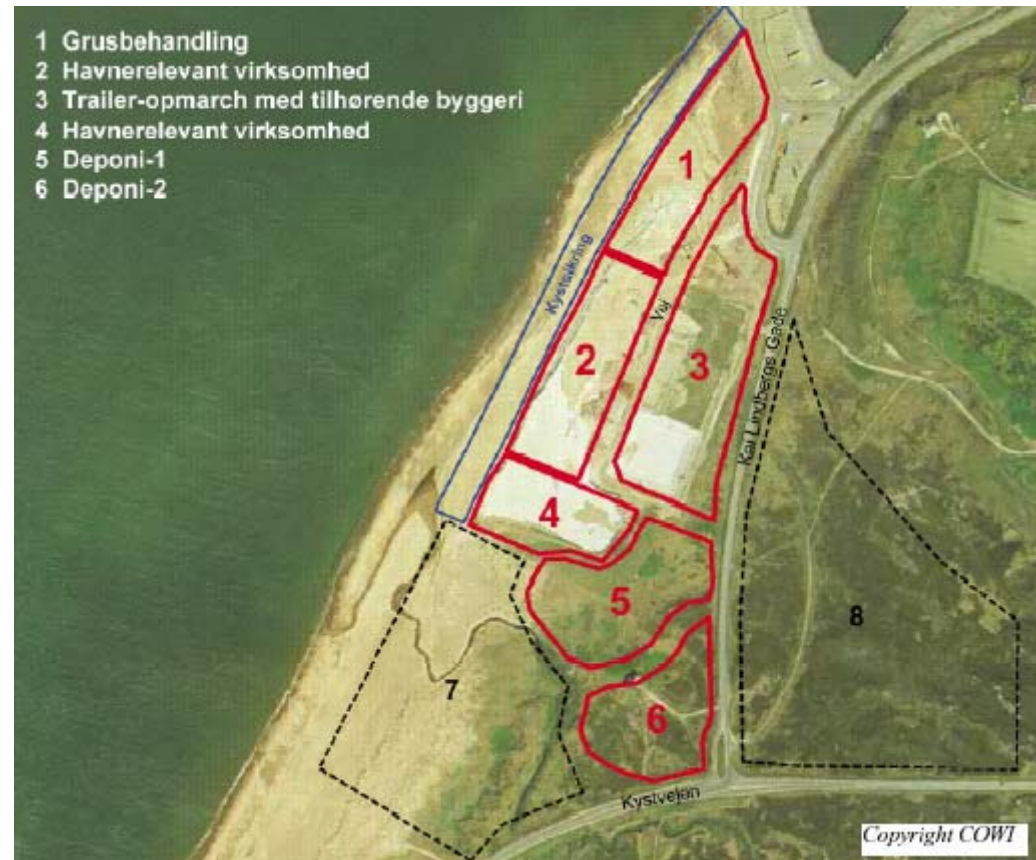 1 Grusbehandling
2 Havnerelevant virksomhed
3 Trailer-opmarch med tilhørende byggeri
4 Havnerelevant virksomhed
5 Deponi-1
6 Deponi-2
1
Kystsikring
Vej
2
3
Kai Lindbergs Gade
4
5
8
7
6
Kystvejen
Copyright COWI